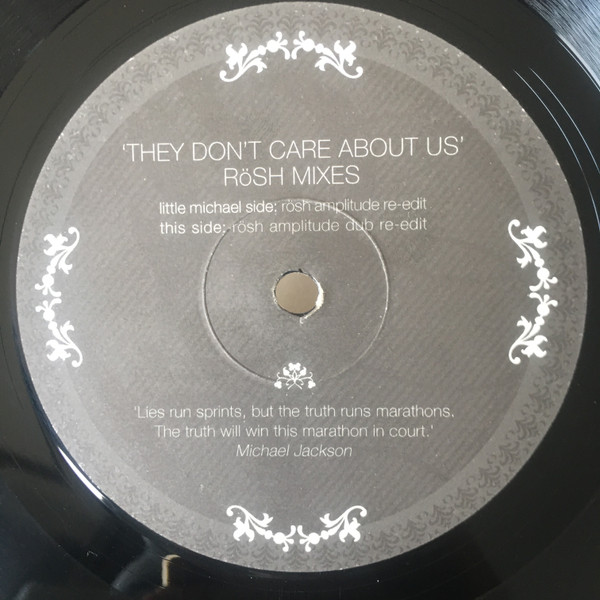 'THEY DON'T CARE ABOUT US'
RöSH MIXES
little michael side: rösh amplitude re-edit
this side: rösh amplitude dub re-edit
'Lies run sprints, but the truth runs marathons.
The truth will win this marathon in court.'
Michael Jackson